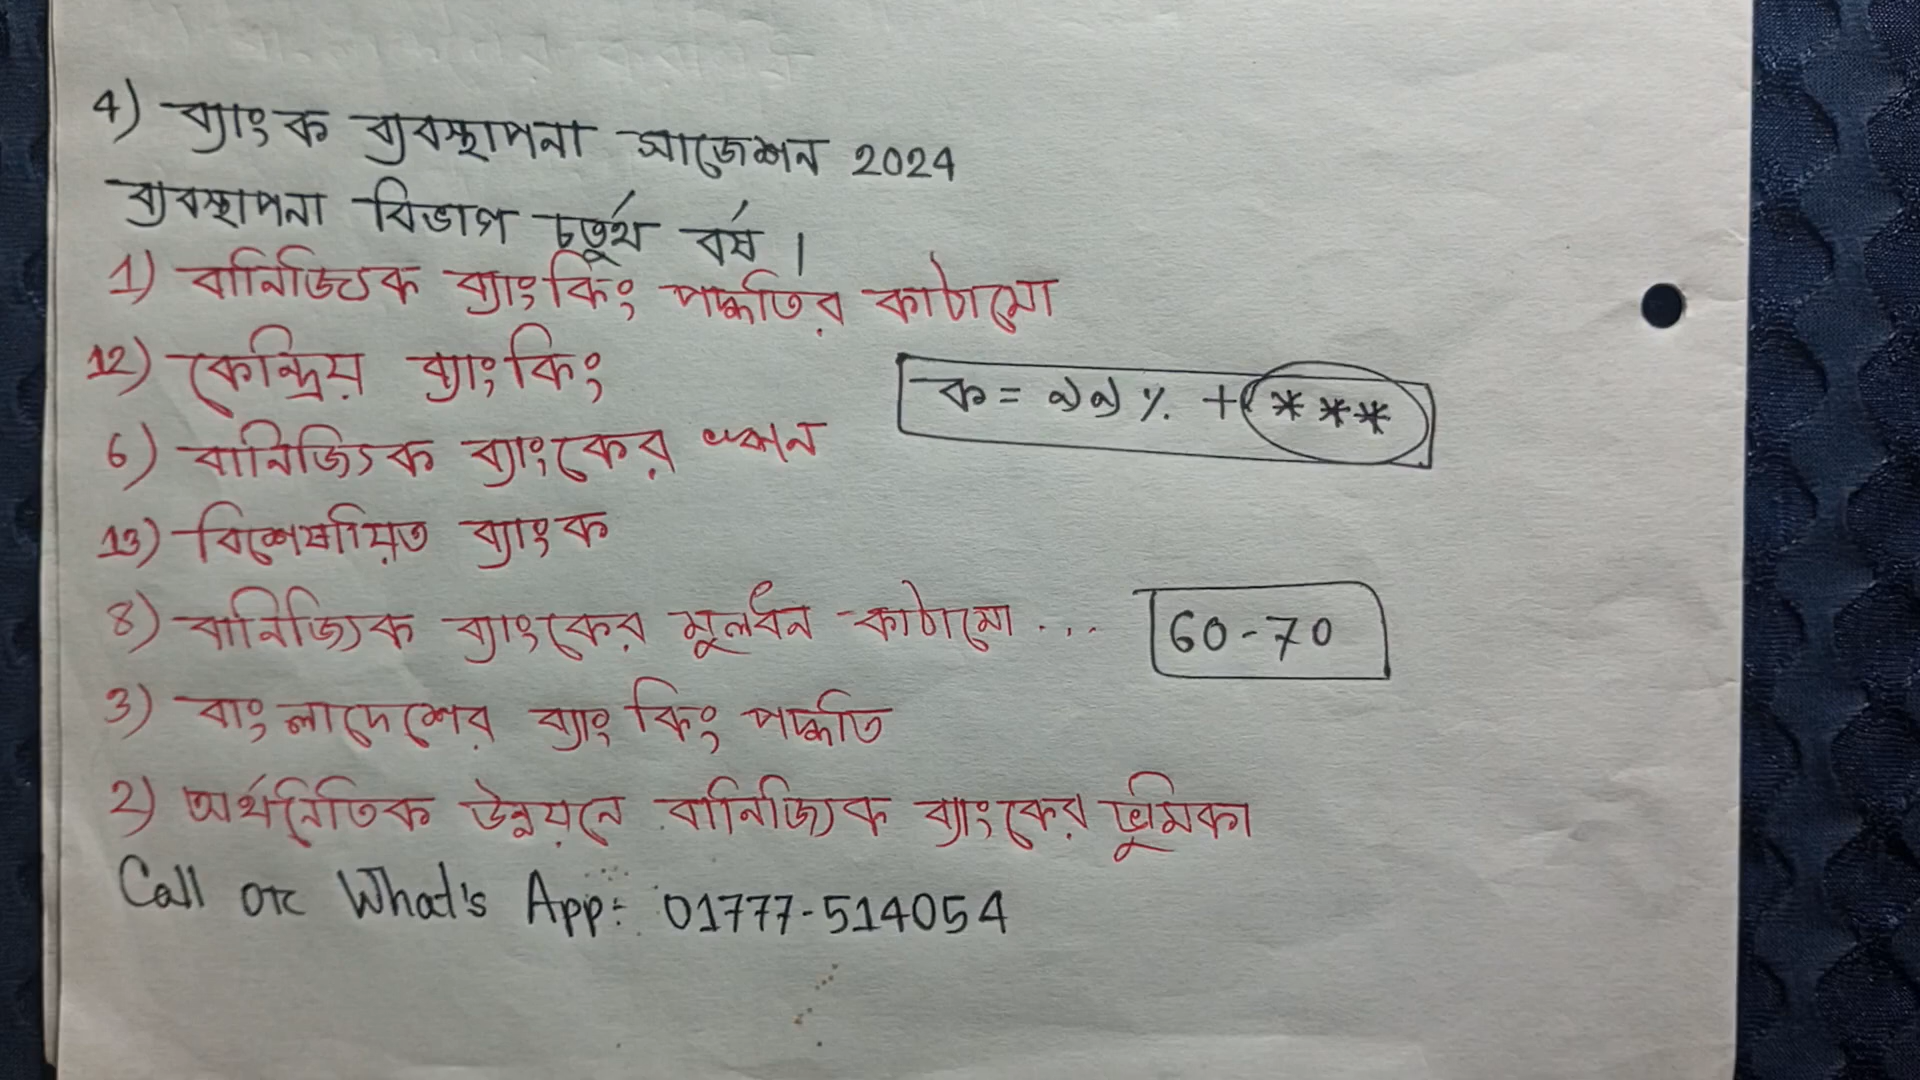 4) ব্যাংক ব্যবস্থাপনা সাজেশন 2024
ব্যবস্থাপনা বিভাগ চতুর্থ বর্ষ ।
1) বানিজ্যিক ব্যাংকিং পদ্ধতির কাঠামো
12) কেন্দ্রিয় ব্যাংকিং
ক = ৯৯ % + ***
6) বানিজ্যিক ব্যাংকের
13) বিশেষায়িত ব্যাংক
8) বানিজ্যিক ব্যাংকের মূলধন কাঠামো ...
60-70
3) বাংলাদেশের ব্যাংকিং পদ্ধতি
2) অর্থনৈতিক উন্নয়নে বানিজ্যিক ব্যাংকের ভূমিকা
Call or What's App: 01777-514054